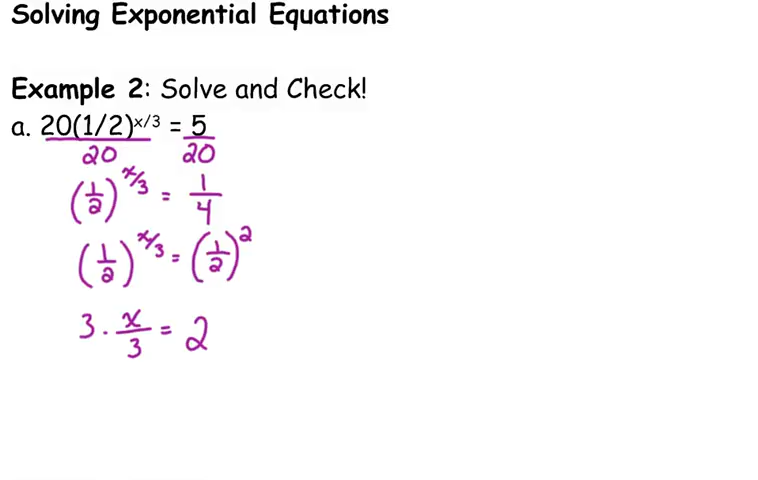 Solving Exponential Equations
Example 2: Solve and Check!
a. 20(1/2)^x/3 = 5
20 20
(1/2)^x/3 = 1/4
(1/2)^x/3 = (1/2)^2
3 · x/3 = 2